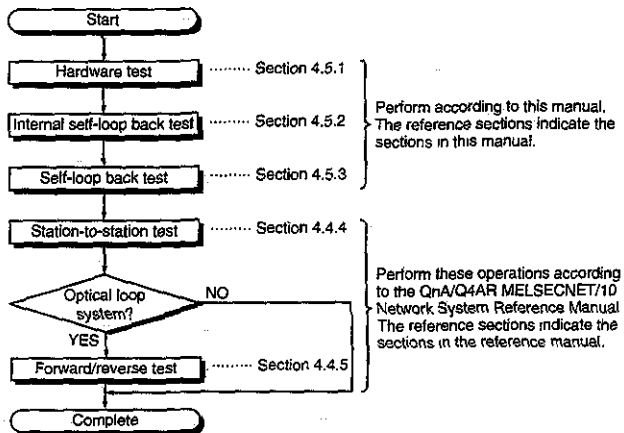 Start
Hardware test
Section 4.5.1
Internal self-loop back test
Section 4.5.2
Self-loop back test
Section 4.5.3
Perform according to this manual.
The reference sections indicate the
sections in this manual.
Station-to-station test
Section 4.4.4
Optical loop
system?
NO
YES
Forward/reverse test
Section 4.4.5
Perform these operations according
to the QnA/Q4AR MELSECNET/10
Network System Reference Manual
The reference sections indicate the
sections in the reference manual.
Complete